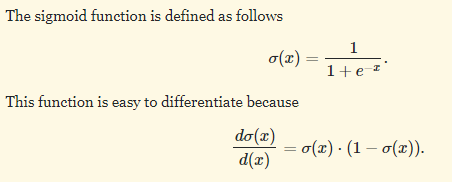 The sigmoid function is defined as follows
σ(x) = 1 / (1 + e^{-x}).
This function is easy to differentiate because
dσ(x) / d(x) = σ(x) · (1 − σ(x)).